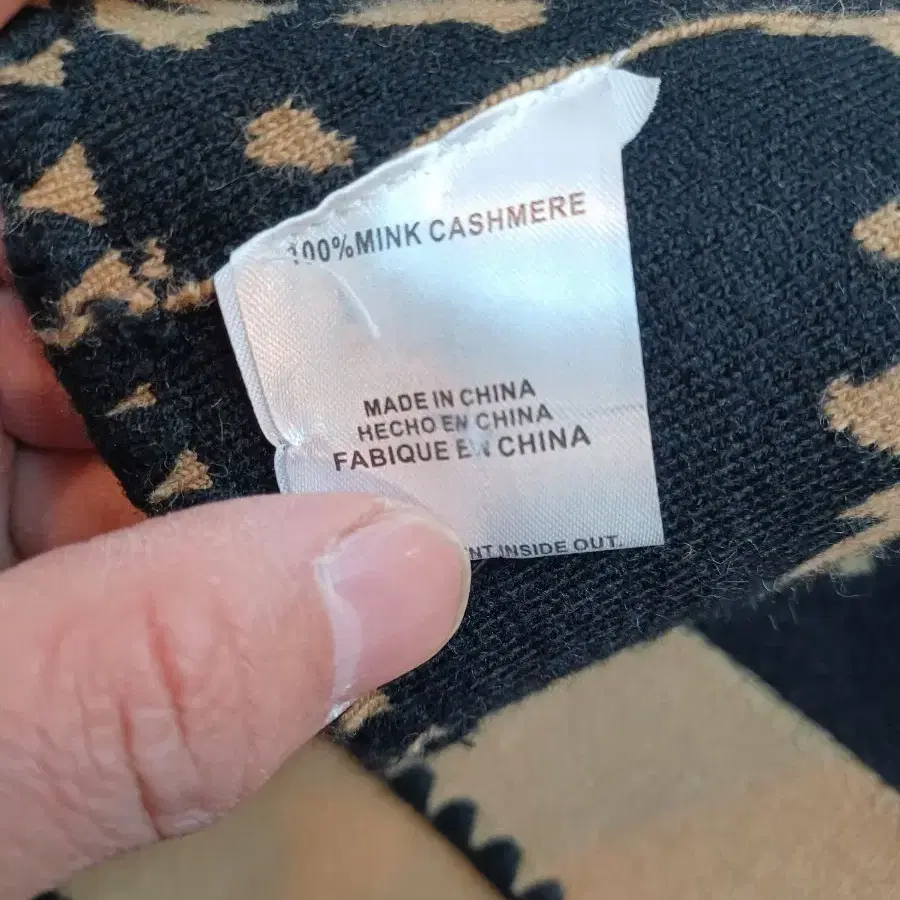 100%MINK CASHMERE
MADE IN CHINA
HECHO EN CHINA
FABIQUE EN CHINA
INSIDE OUT.